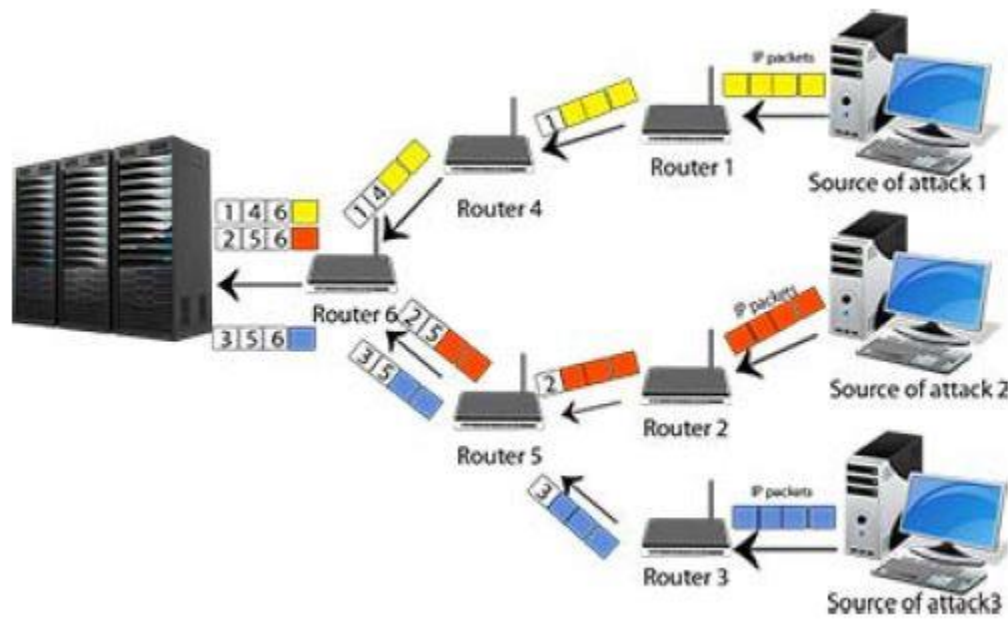 IP packets
1
Router 1
Source of attack 1
1 4
Router 4
1 4 6
2 5 6
Router 6
3 5 6
2 5
3 5
IP packets
2
Router 2
Source of attack 2
Router 5
3
IP packets
Router 3
Source of attack3